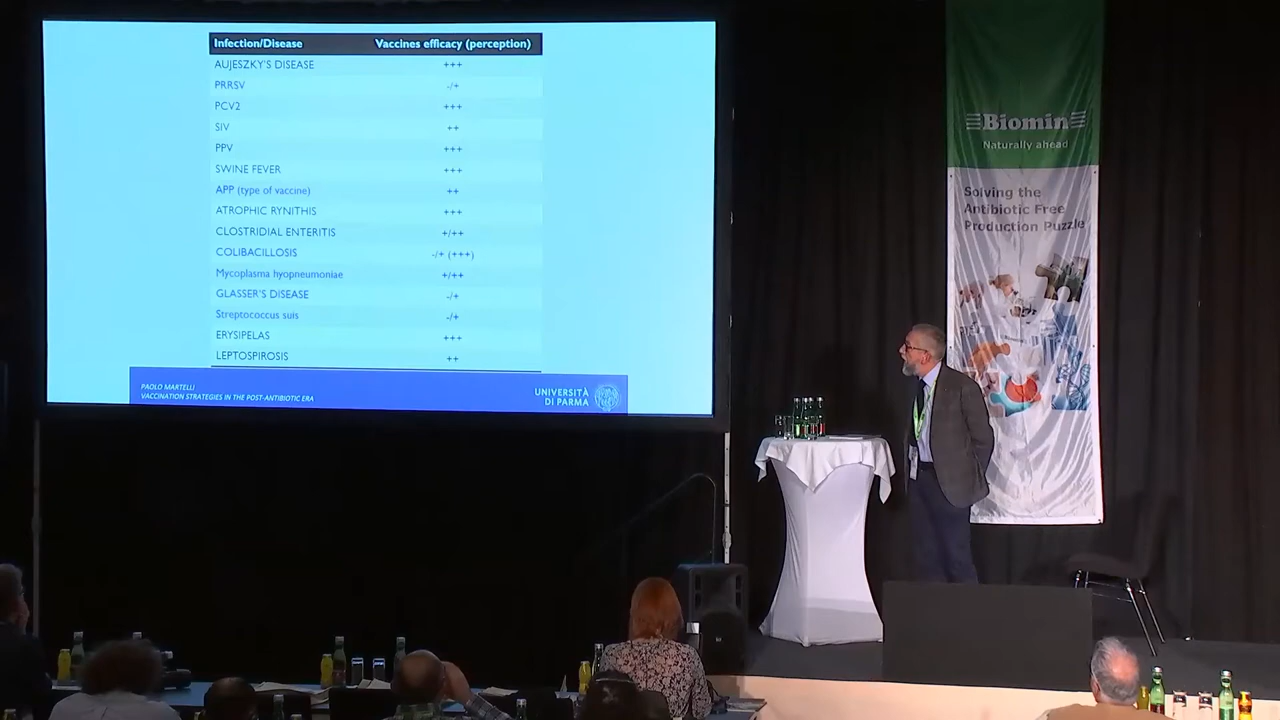 Infection/Disease Vaccines efficacy (perception)
AUJESZKY'S DISEASE +++
PRRSV -/+
PCV2 +++
SIV ++
PPV +++
SWINE FEVER +++
APP (type of vaccine) ++
ATROPHIC RYNITHIS +++
CLOSTRIDIAL ENTERITIS +/++
COLIBACILLOSIS -/+ (+++)
Mycoplasma hyopneumoniae +/++
GLASSER'S DISEASE -/+
Streptococcus suis -/+
ERYSIPELAS +++
LEPTOSPIROSIS ++
PAOLO MARTELLI
VACCINATION STRATEGIES IN THE POST-ANTIBIOTIC ERA
UNIVERSITÀ
DI PARMA
Biomin
Naturally ahead
Solving the
Antibiotic Free
Production Puzzle